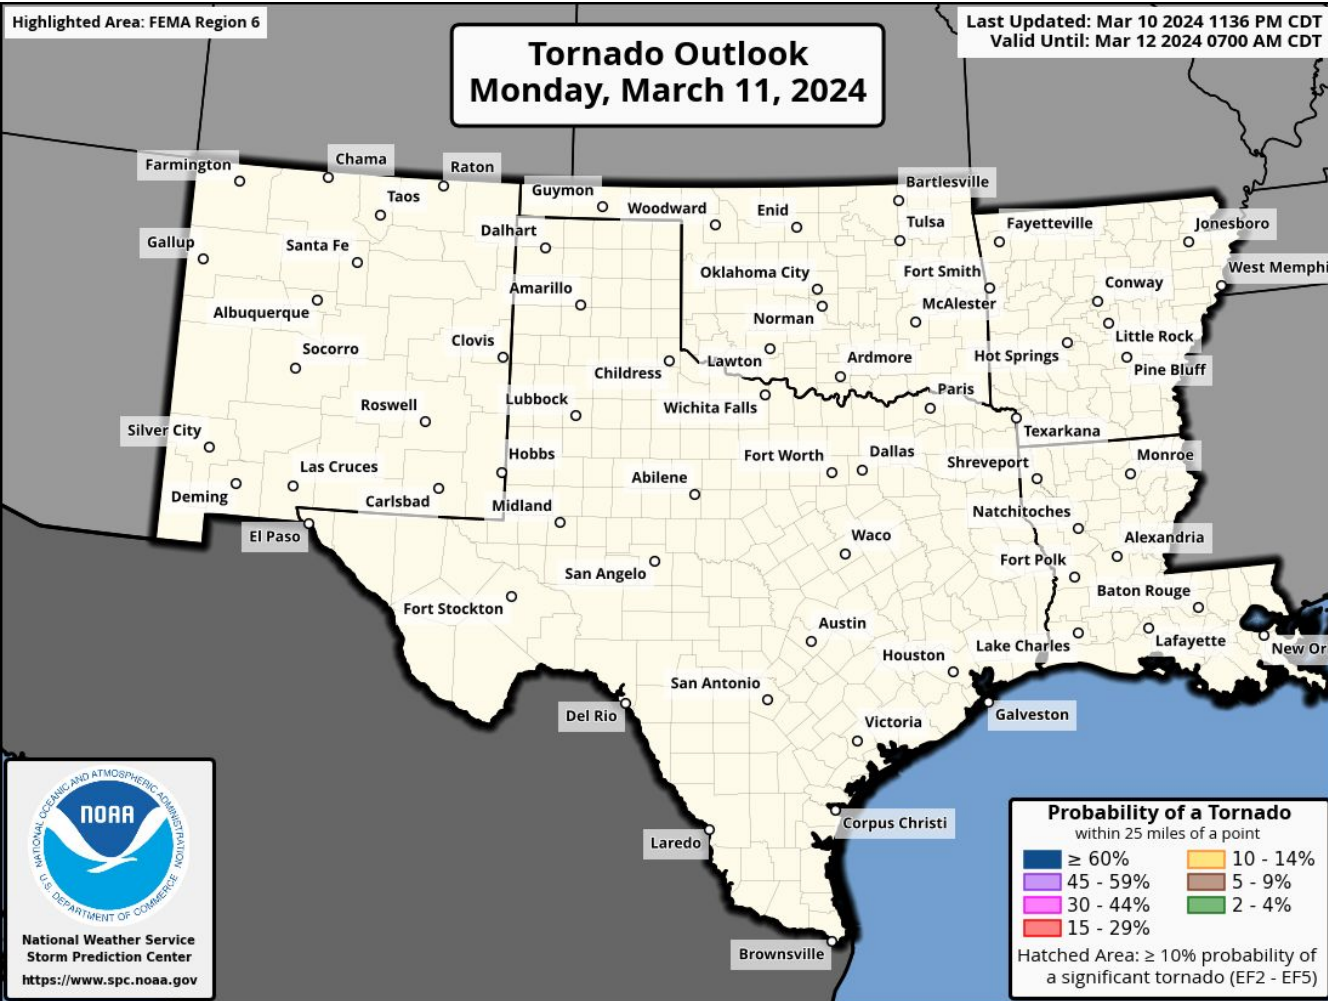 Highlighted Area: FEMA Region 6
Last Updated: Mar 10 2024 1136 PM CDT
Valid Until: Mar 12 2024 0700 AM CDT
Tornado Outlook
Monday, March 11, 2024
Farmington
Chama
Raton
Taos
Guymon
Woodward
Enid
Bartlesville
Tulsa
Fayetteville
Jonesboro
Gallup
Santa Fe
Dalhart
Oklahoma City
Fort Smith
West Memphi
Albuquerque
Amarillo
Norman
McAlester
Conway
Socorro
Clovis
Childress
Lawton
Ardmore
Hot Springs
Little Rock
Pine Bluff
Roswell
Lubbock
Wichita Falls
Paris
Texarkana
Silver City
Las Cruces
Hobbs
Abilene
Fort Worth
Dallas
Shreveport
Monroe
Deming
Carlsbad
Midland
Natchitoches
El Paso
San Angelo
Waco
Fort Polk
Alexandria
Fort Stockton
Baton Rouge
Austin
Houston
Lake Charles
Lafayette
New Or
San Antonio
Del Rio
Victoria
Galveston
Laredo
Corpus Christi
Brownsville
NATIONAL OCEANIC AND ATMOSPHERIC ADMINISTRATION
NOAA
U.S. DEPARTMENT OF COMMERCE
National Weather Service
Storm Prediction Center
https://www.spc.noaa.gov
Probability of a Tornado
within 25 miles of a point
≥ 60%
10 - 14%
45 - 59%
5 - 9%
30 - 44%
2 - 4%
15 - 29%
Hatched Area: ≥ 10% probability of
a significant tornado (EF2 - EF5)